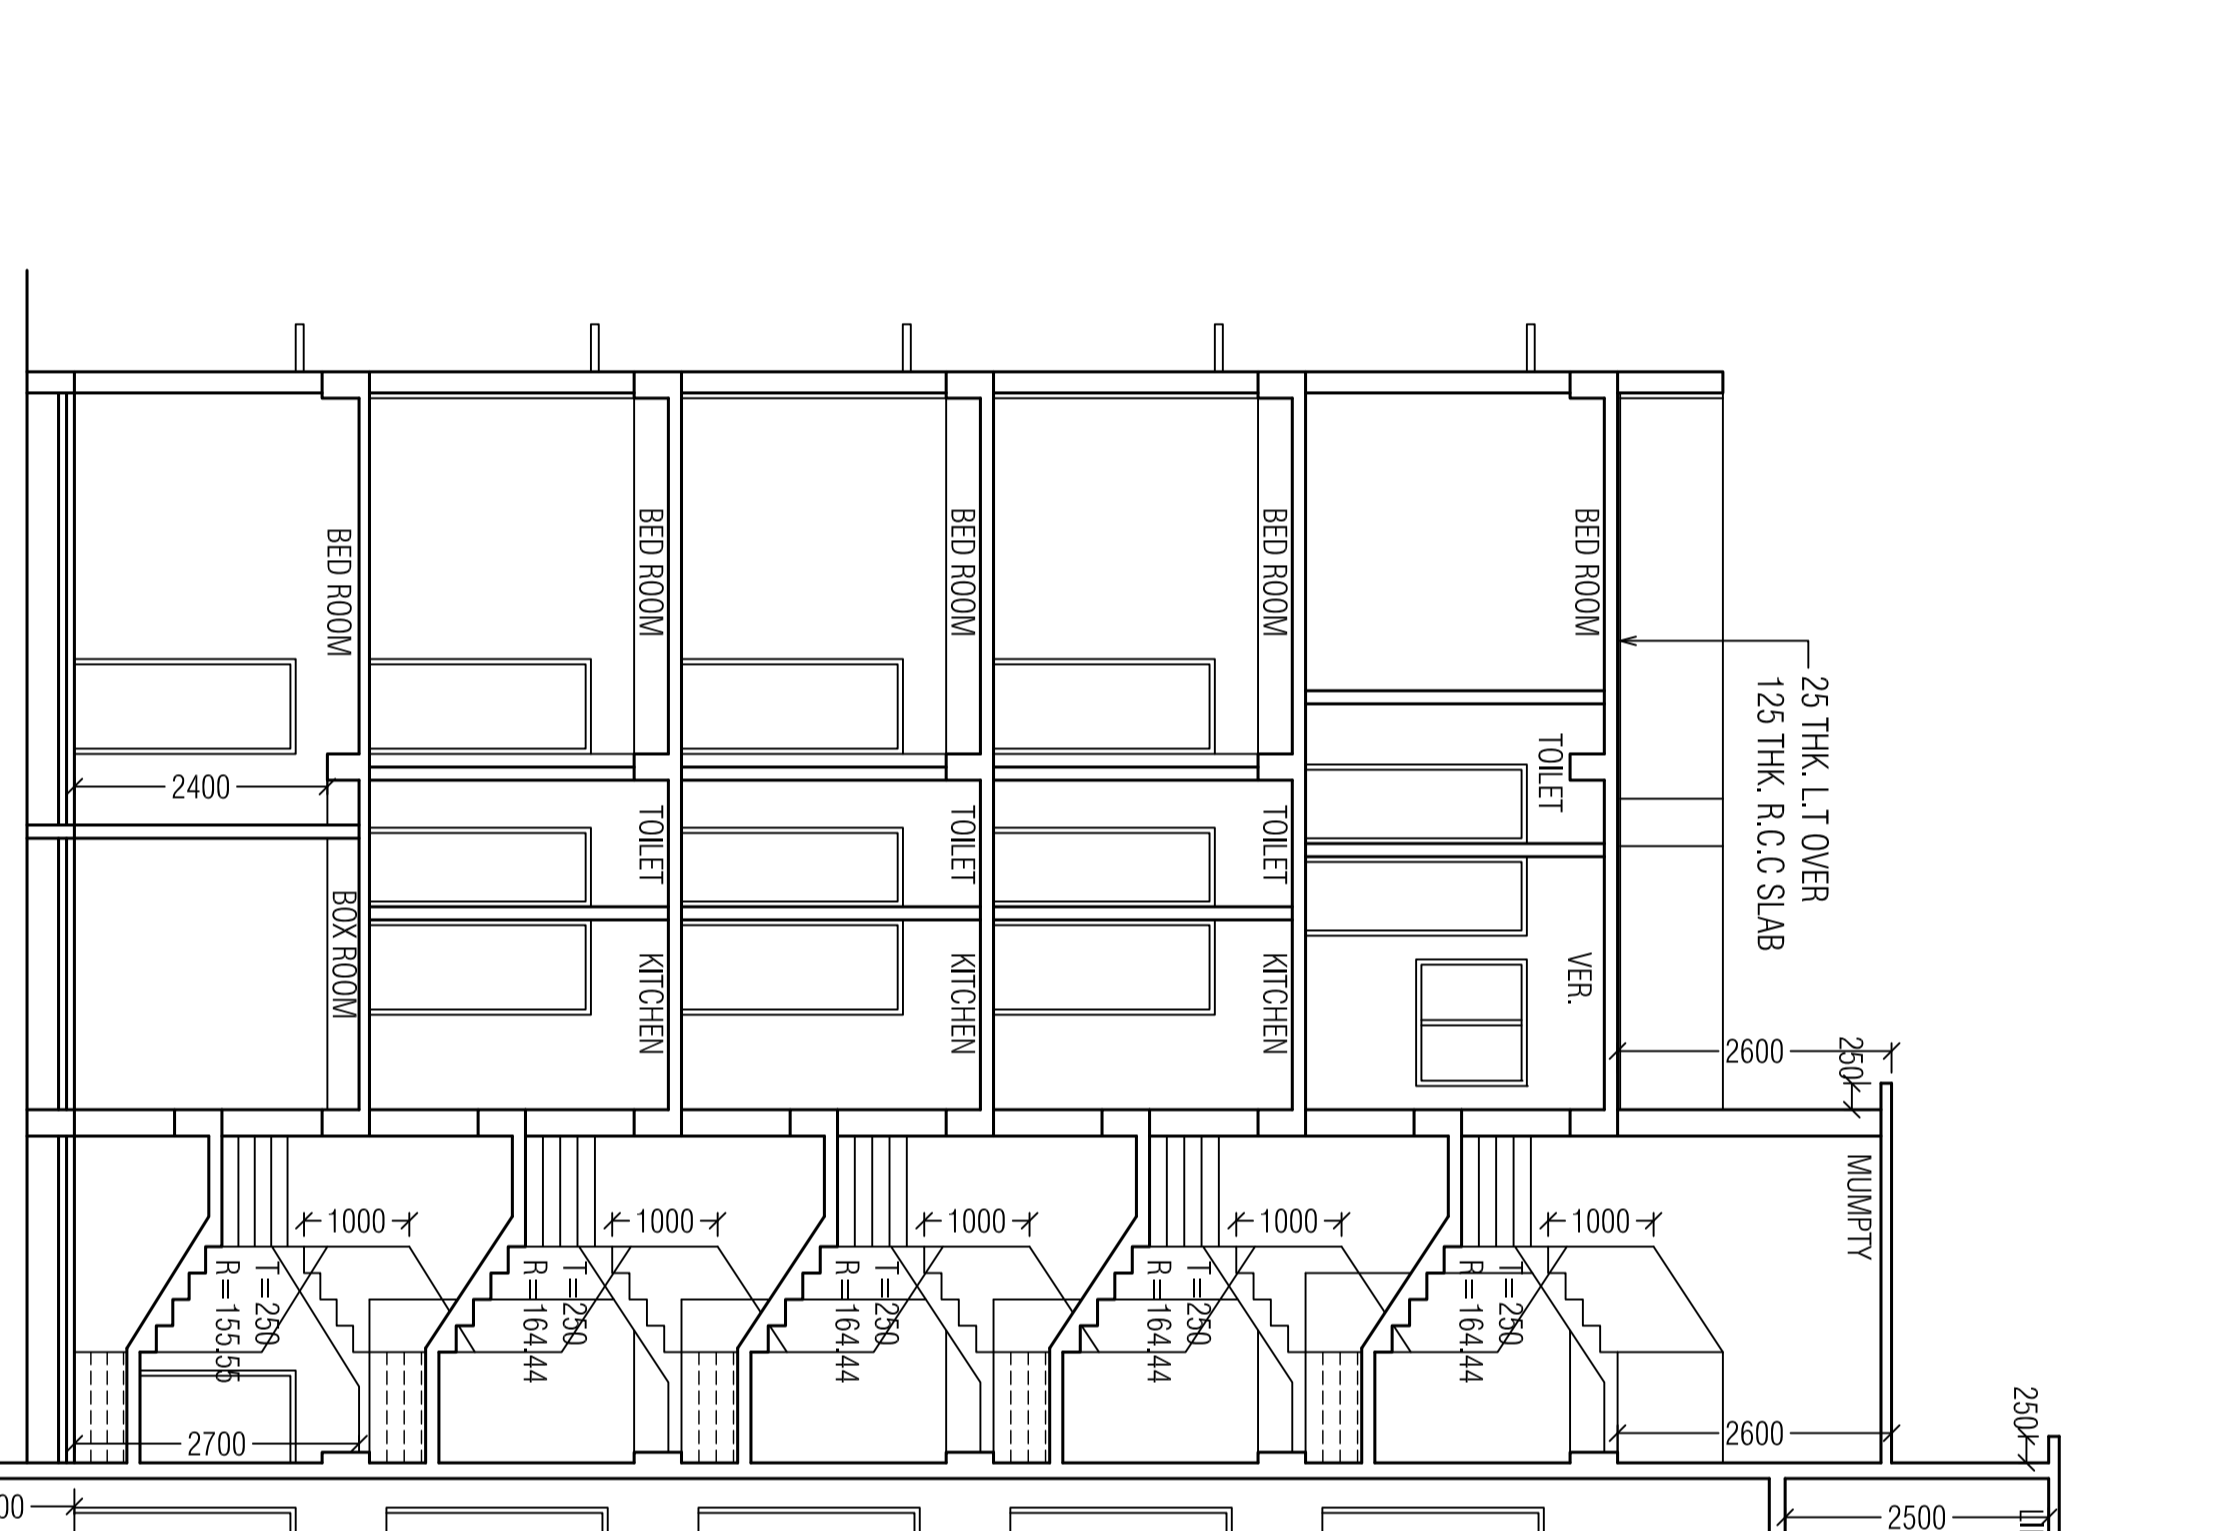 BED ROOM
BED ROOM
BED ROOM
BED ROOM
BED ROOM
25 THK. L.T OVER
125 THK. R.C.C SLAB
TOILET
2400
TOILET
TOILET
TOILET
BOX ROOM
KITCHEN
KITCHEN
KITCHEN
VER.
2600
250
MUMPTY
1000
1000
1000
1000
1000
T=250
R=155.55
T=250
R=164.44
T=250
R=164.44
T=250
R=164.44
T=250
R=164.44
2700
2600
250
00
2500